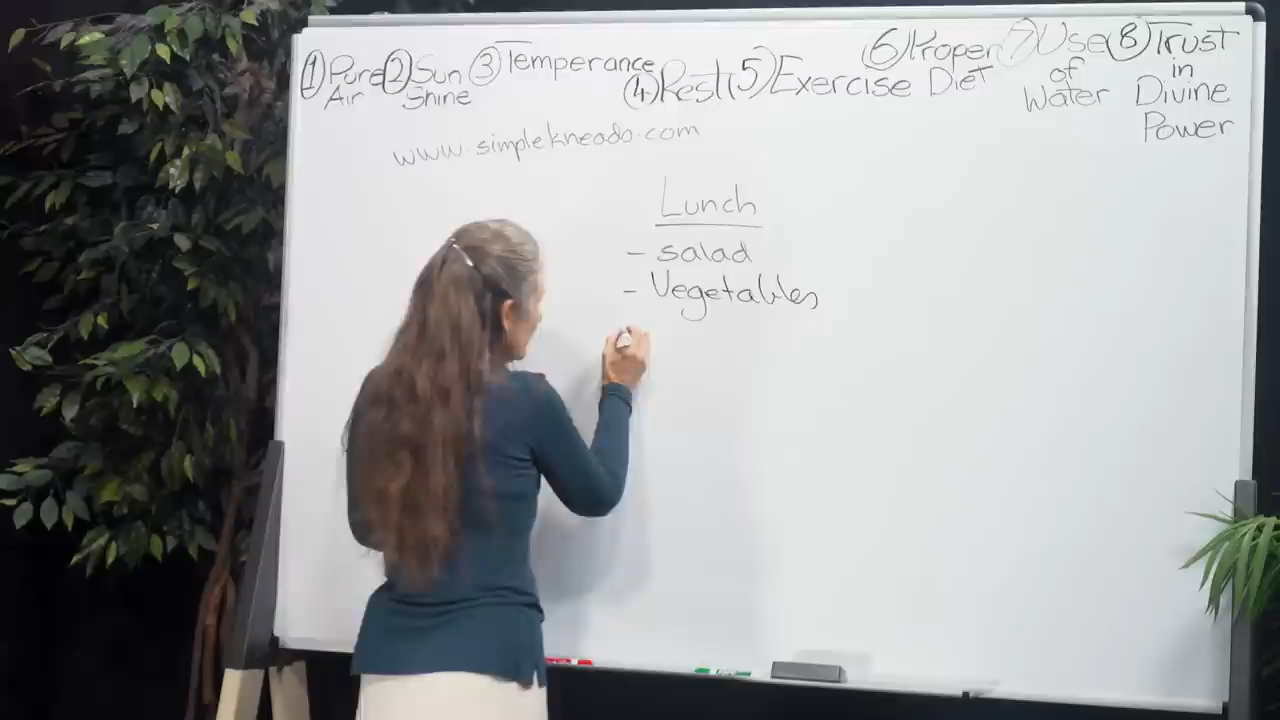 ① Pure Air
② Sun Shine
③ Temperance
④ Rest
⑤ Exercise
⑥ Proper Diet
⑦ Use of Water
⑧ Trust in Divine Power
www.simplekneads.com
Lunch
- salad
- Vegetables